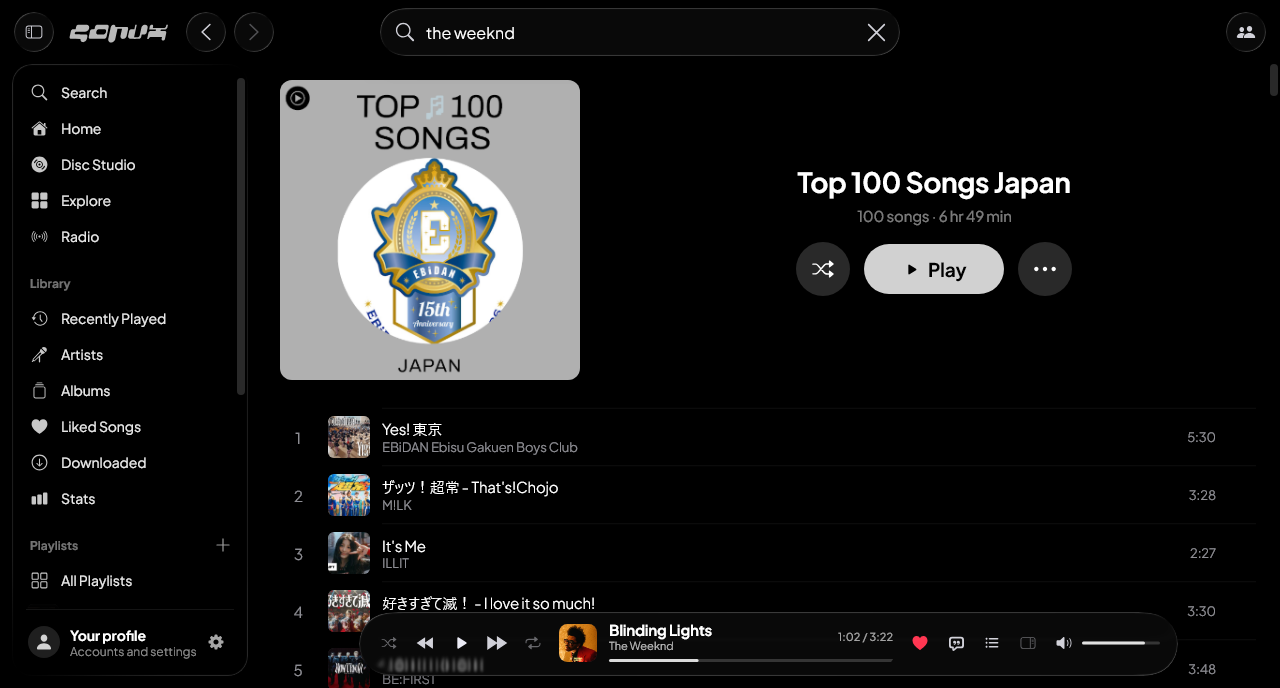 the weeknd
Search
Home
Disc Studio
Explore
Radio
Library
Recently Played
Artists
Albums
Liked Songs
Downloaded
Stats
Playlists
All Playlists
Your profile
Accounts and settings
TOP 100
SONGS
E
EBiDAN
15th
Anniversary
JAPAN
Top 100 Songs Japan
100 songs · 6 hr 49 min
Play
1
Yes! 東京
EBiDAN Ebisu Gakuen Boys Club
5:30
2
ザッツ！超常 - That's!Chojo
M!LK
3:28
3
It's Me
ILLIT
2:27
4
好きすぎて滅！ - I love it so much!
3:30
5
BE:FIRST
3:48
Blinding Lights
The Weeknd
1:02 / 3:22